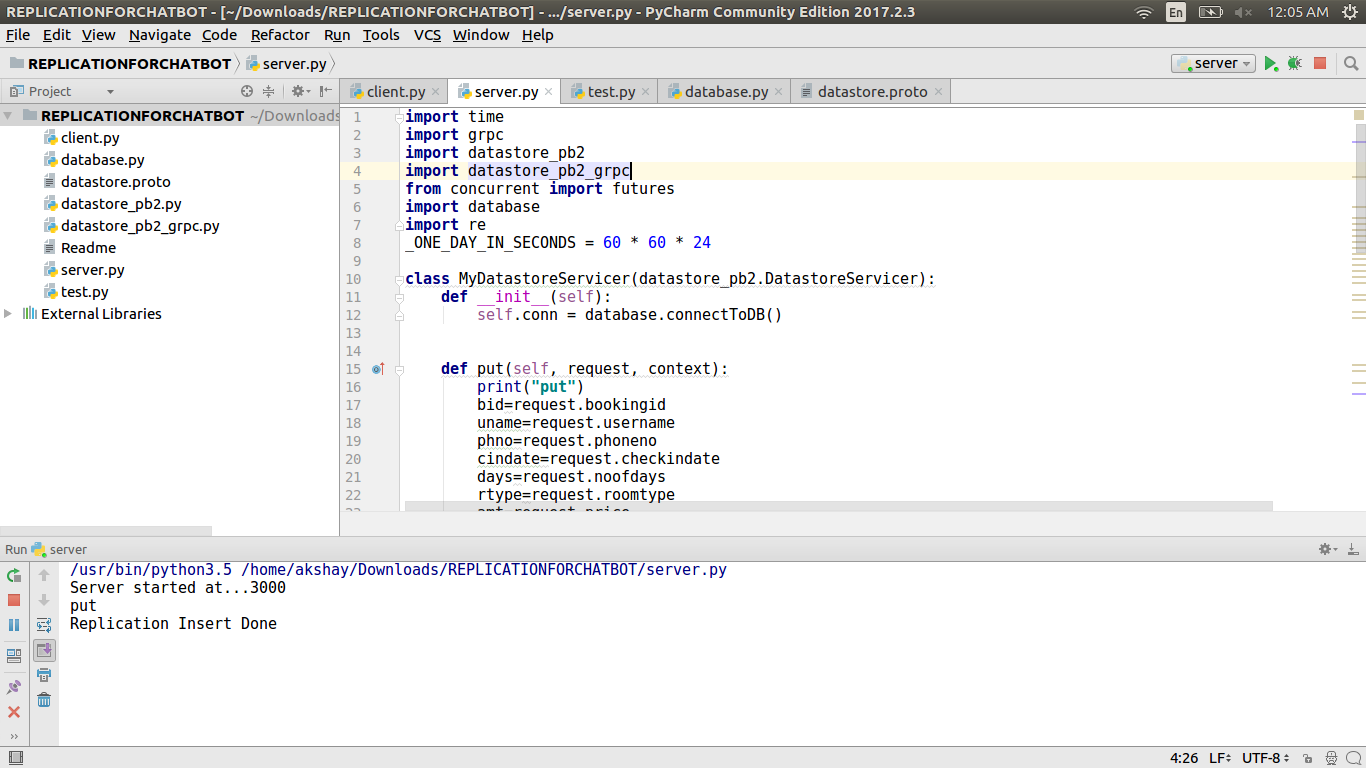 REPLICATIONFORCHATBOT - [~/Downloads/REPLICATIONFORCHATBOT] - .../server.py - PyCharm Community Edition 2017.2.3
En
12:05 AM
File Edit View Navigate Code Refactor Run Tools VCS Window Help
REPLICATIONFORCHATBOT server.py
server
Project
client.py server.py test.py database.py datastore.proto
REPLICATIONFORCHATBOT ~/Downloads
client.py
database.py
datastore.proto
datastore_pb2.py
datastore_pb2_grpc.py
Readme
server.py
test.py
External Libraries
1 import time
2 import grpc
3 import datastore_pb2
4 import datastore_pb2_grpc
5 from concurrent import futures
6 import database
7 import re
8 _ONE_DAY_IN_SECONDS = 60 * 60 * 24
9
10 class MyDatastoreServicer(datastore_pb2.DatastoreServicer):
11 def __init__(self):
12 self.conn = database.connectToDB()
13
14
15 def put(self, request, context):
16 print("put")
17 bid=request.bookingid
18 uname=request.username
19 phno=request.phoneno
20 cindate=request.checkindate
21 days=request.noofdays
22 rtype=request.roomtype
23 amt=request.price
Run server
/usr/bin/python3.5 /home/akshay/Downloads/REPLICATIONFORCHATBOT/server.py
Server started at...3000
put
Replication Insert Done
4:26 LF UTF-8